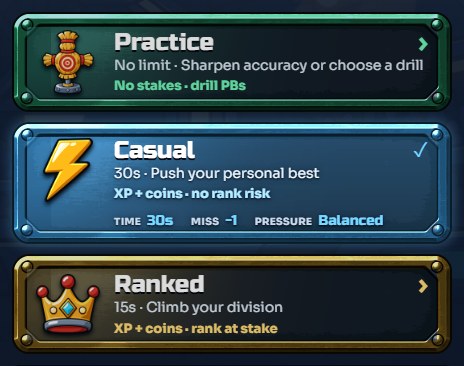 Practice
No limit · Sharpen accuracy or choose a drill
No stakes · drill PBs
Casual
30s · Push your personal best
XP + coins · no rank risk
TIME 30s MISS -1 PRESSURE Balanced
Ranked
15s · Climb your division
XP + coins · rank at stake